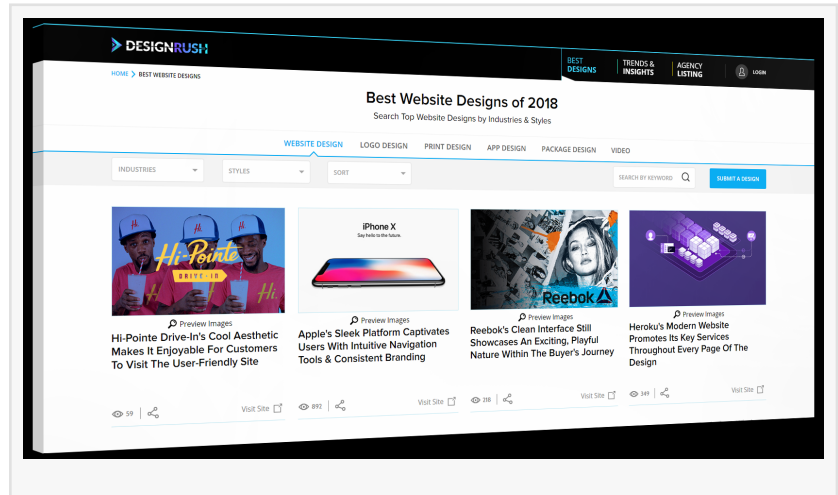 DESIGNRUSH
BEST
DESIGNS
TRENDS &
INSIGHTS
AGENCY
LISTING
LOGIN
HOME > BEST WEBSITE DESIGNS
Best Website Designs of 2018
Search Top Website Designs by Industries & Styles
WEBSITE DESIGN LOGO DESIGN PRINT DESIGN APP DESIGN PACKAGE DESIGN VIDEO
INDUSTRIES STYLES SORT SEARCH BY KEYWORD SUBMIT A DESIGN
Hi
Hi
Hi
Hi-Pointe
DRIVE-IN
Hi.
Preview Images
Hi-Pointe Drive-In's Cool Aesthetic
Makes It Enjoyable For Customers
To Visit The User-Friendly Site
59 Visit Site
iPhone X
Say hello to the future.
Preview Images
Apple's Sleek Platform Captivates
Users With Intuitive Navigation
Tools & Consistent Branding
892 Visit Site
Reebok
Preview Images
Reebok's Clean Interface Still
Showcases An Exciting, Playful
Nature Within The Buyer's Journey
218 Visit Site
Preview Images
Heroku's Modern Website
Promotes Its Key Services
Throughout Every Page Of The
Design
349 Visit Site